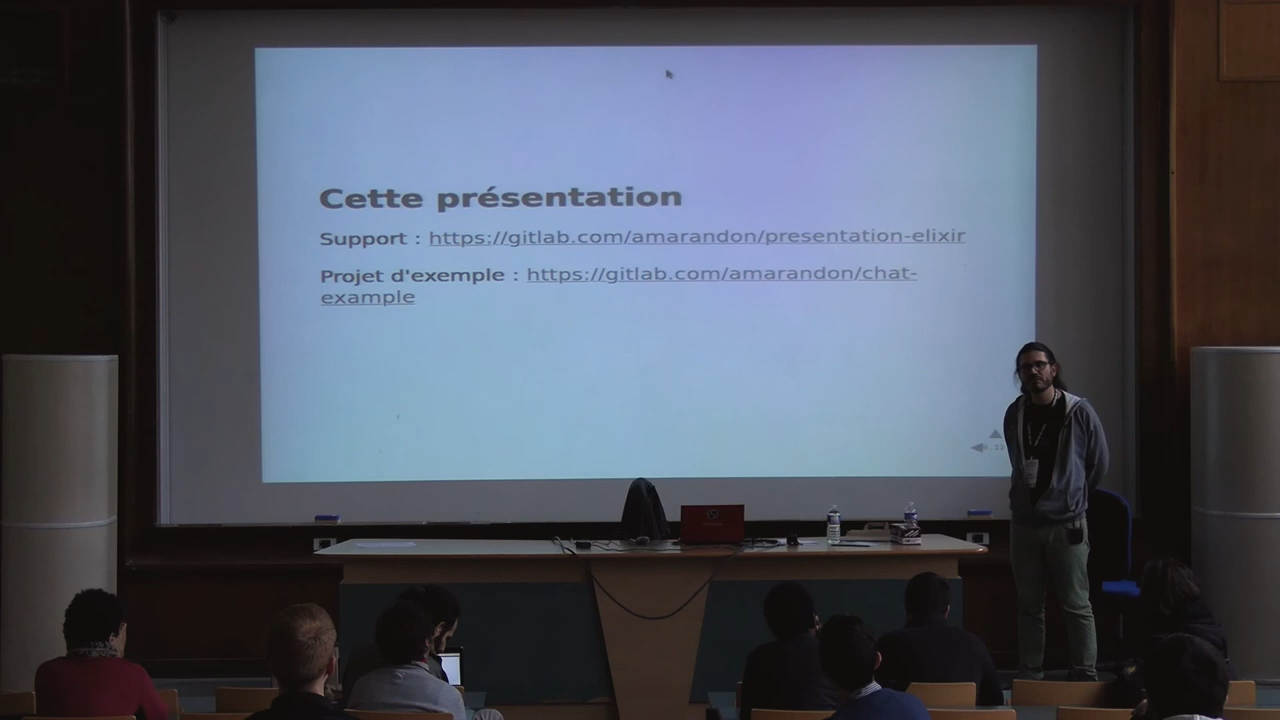 Cette présentation
Support : https://gitlab.com/amarandon/presentation-elixir
Projet d'exemple : https://gitlab.com/amarandon/chat-
example